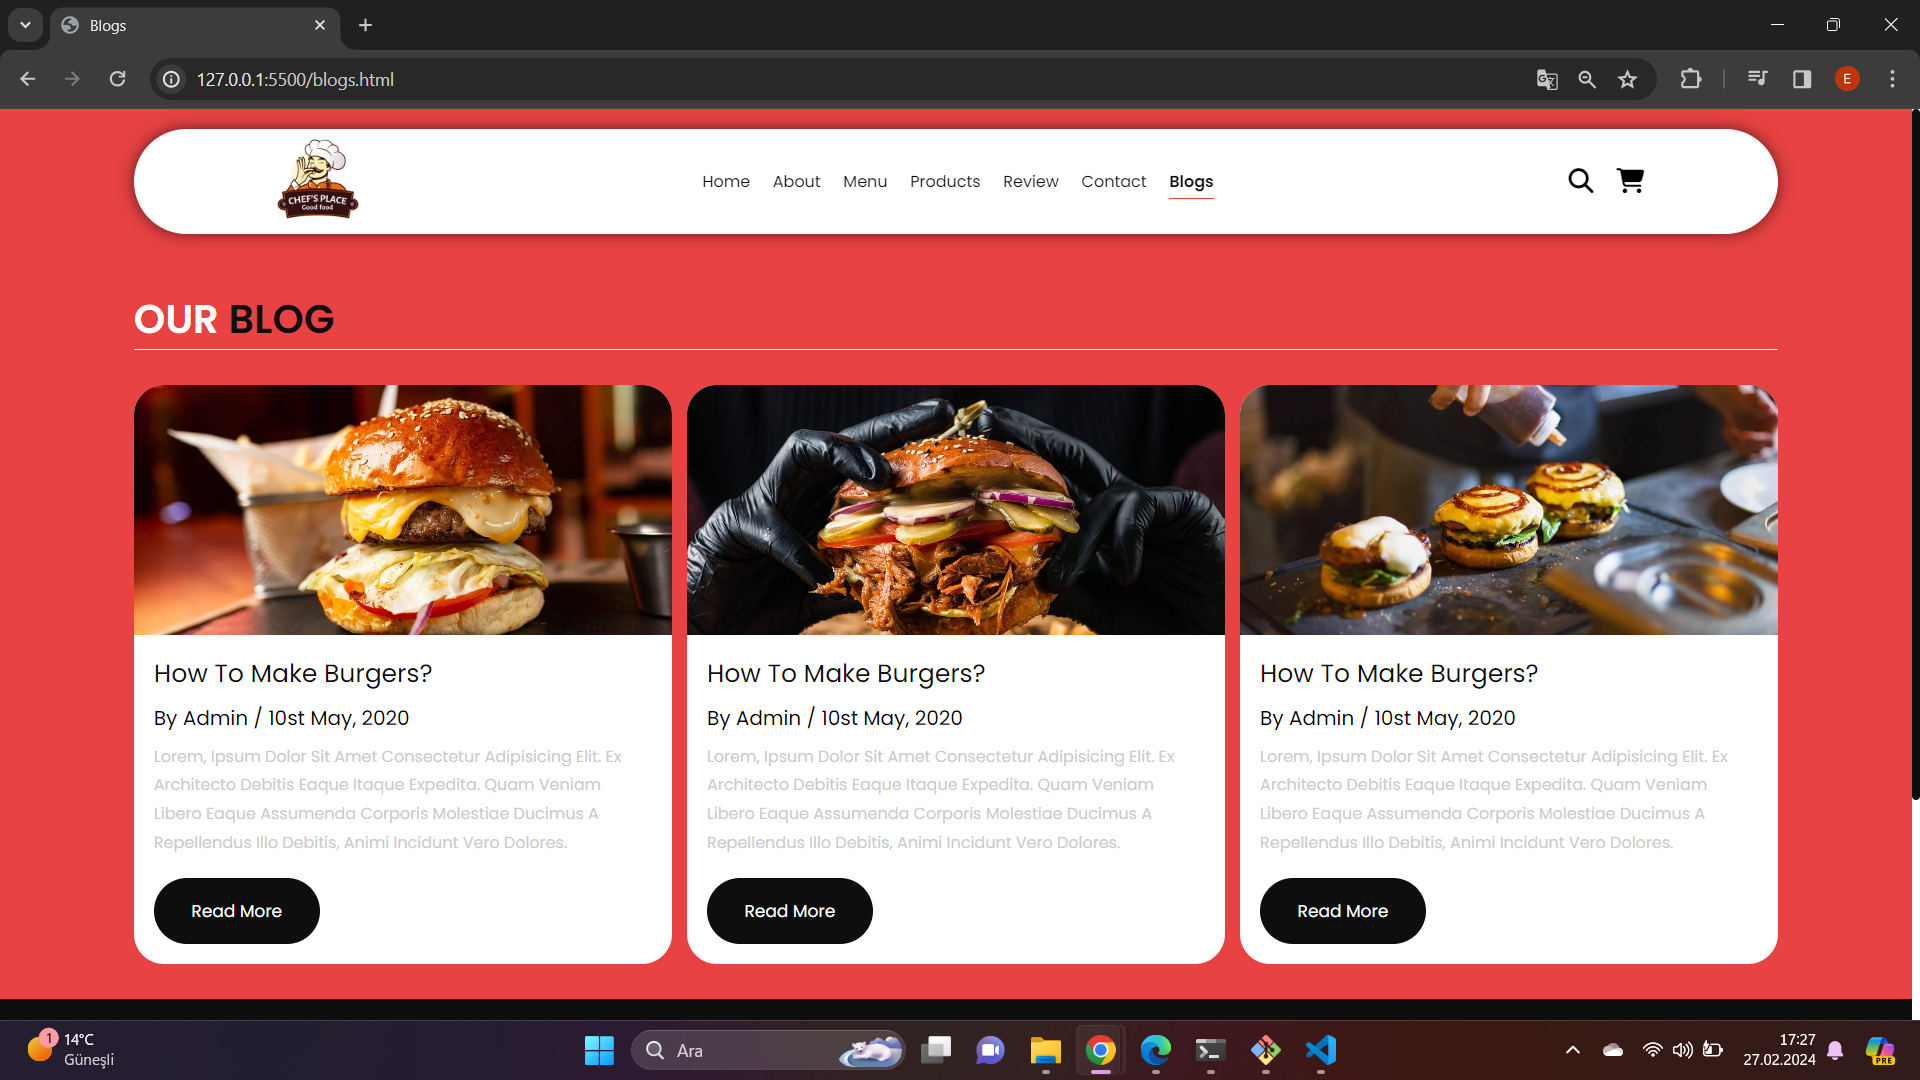 Blogs
127.0.0.1:5500/blogs.html
E
CHEF'S PLACE
Good food
Home About Menu Products Review Contact Blogs
OUR BLOG
How To Make Burgers?
By Admin / 10st May, 2020
Lorem, Ipsum Dolor Sit Amet Consectetur Adipisicing Elit. Ex
Architecto Debitis Eaque Itaque Expedita. Quam Veniam
Libero Eaque Assumenda Corporis Molestiae Ducimus A
Repellendus Illo Debitis, Animi Incidunt Vero Dolores.
Read More
How To Make Burgers?
By Admin / 10st May, 2020
Lorem, Ipsum Dolor Sit Amet Consectetur Adipisicing Elit. Ex
Architecto Debitis Eaque Itaque Expedita. Quam Veniam
Libero Eaque Assumenda Corporis Molestiae Ducimus A
Repellendus Illo Debitis, Animi Incidunt Vero Dolores.
Read More
How To Make Burgers?
By Admin / 10st May, 2020
Lorem, Ipsum Dolor Sit Amet Consectetur Adipisicing Elit. Ex
Architecto Debitis Eaque Itaque Expedita. Quam Veniam
Libero Eaque Assumenda Corporis Molestiae Ducimus A
Repellendus Illo Debitis, Animi Incidunt Vero Dolores.
Read More
1
14°C
Güneşli
Ara
17:27
27.02.2024
PRE